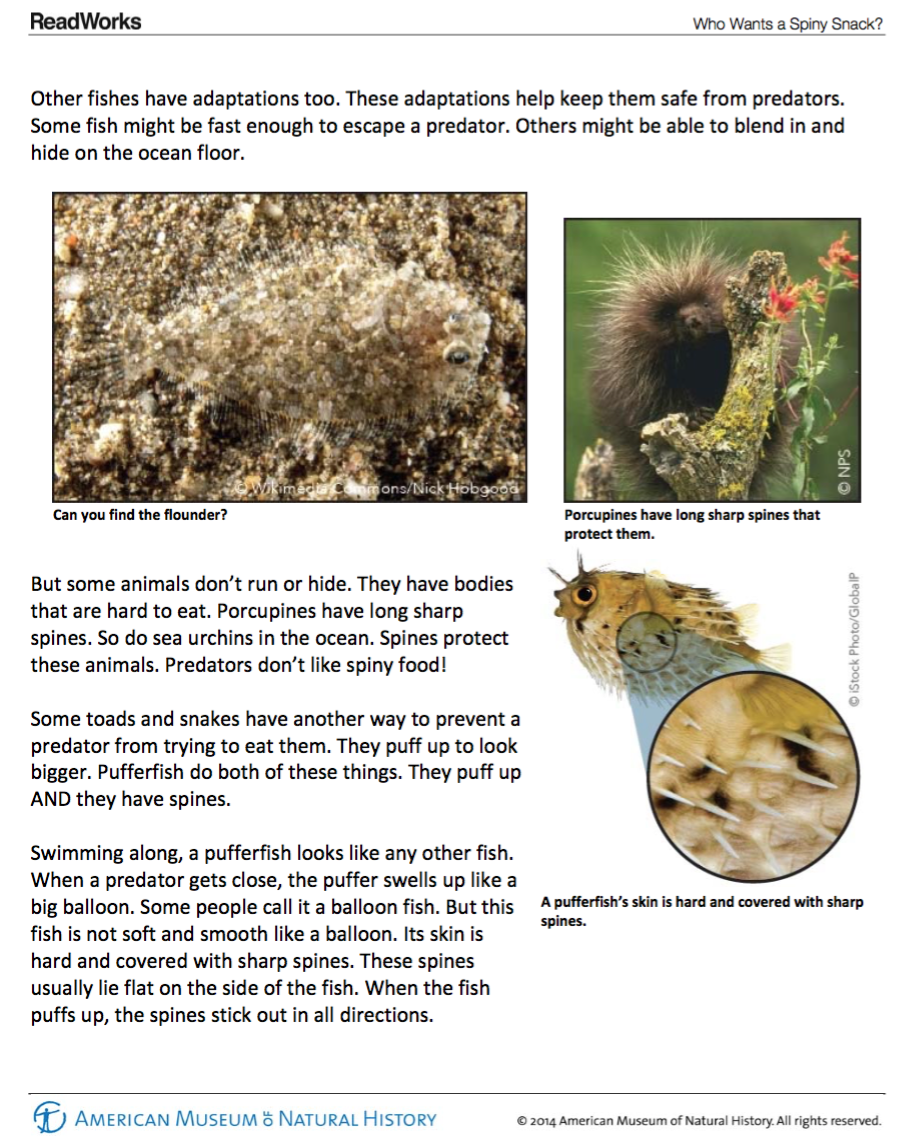 ReadWorks
Who Wants a Spiny Snack?
Other fishes have adaptations too. These adaptations help keep them safe from predators.
Some fish might be fast enough to escape a predator. Others might be able to blend in and
hide on the ocean floor.
© Wikimedia Commons/Nick Hobgood
© NPS
Can you find the flounder?
Porcupines have long sharp spines that
protect them.
But some animals don't run or hide. They have bodies
that are hard to eat. Porcupines have long sharp
spines. So do sea urchins in the ocean. Spines protect
these animals. Predators don't like spiny food!
© iStock Photo/GlobalP
Some toads and snakes have another way to prevent a
predator from trying to eat them. They puff up to look
bigger. Pufferfish do both of these things. They puff up
AND they have spines.
Swimming along, a pufferfish looks like any other fish.
When a predator gets close, the puffer swells up like a
big balloon. Some people call it a balloon fish. But this
fish is not soft and smooth like a balloon. Its skin is
hard and covered with sharp spines. These spines
usually lie flat on the side of the fish. When the fish
puffs up, the spines stick out in all directions.
A pufferfish's skin is hard and covered with sharp
spines.
AMERICAN MUSEUM OF NATURAL HISTORY
© 2014 American Museum of Natural History. All rights reserved.